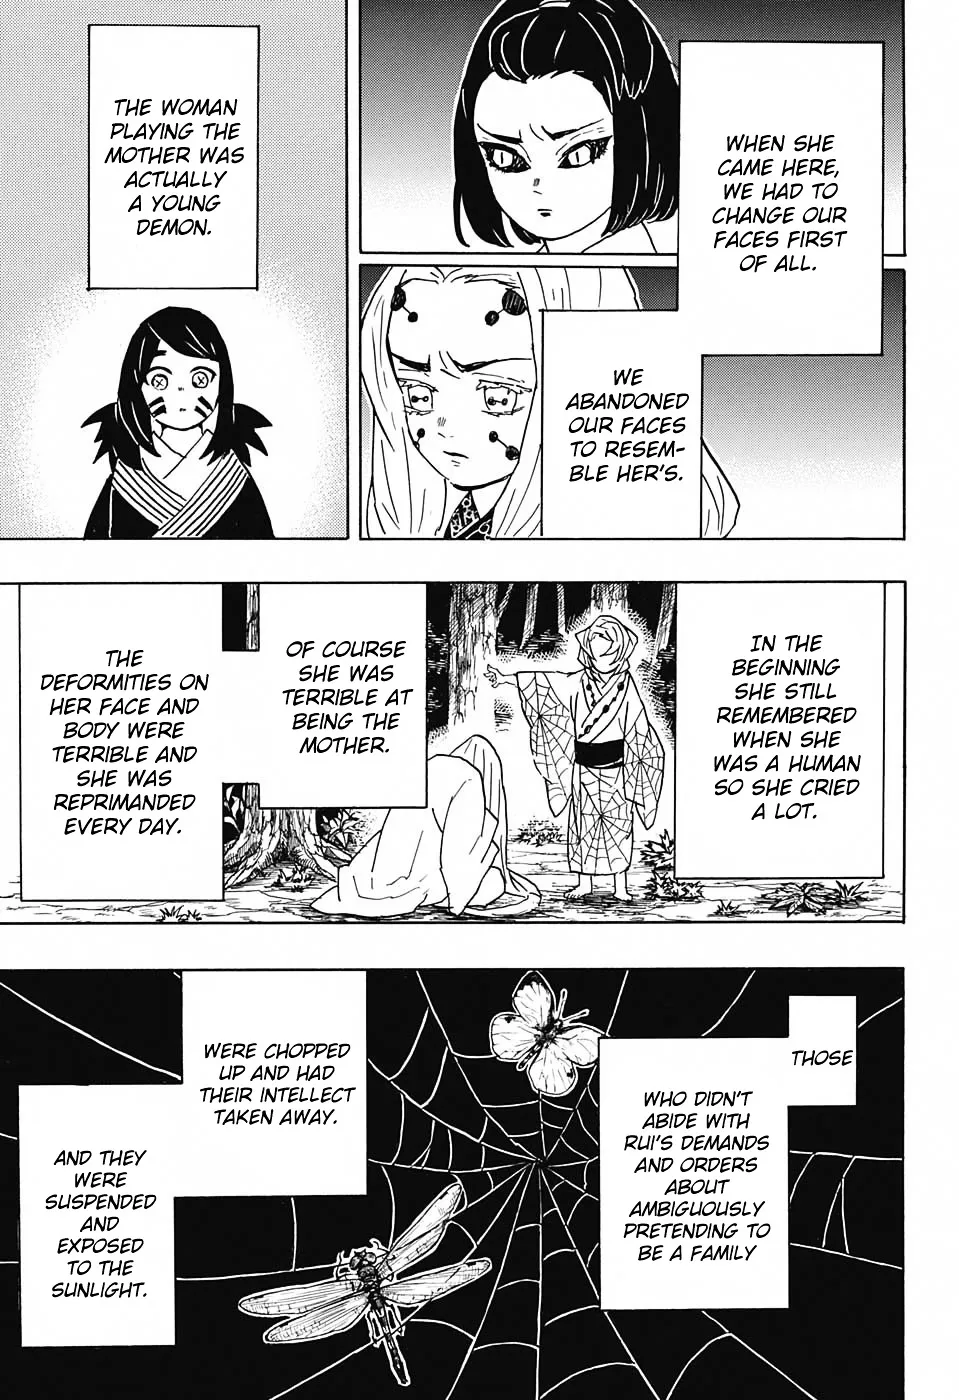 WHEN SHE
CAME HERE,
WE HAD TO
CHANGE OUR
FACES FIRST
OF ALL.
WE
ABANDONED
OUR FACES
TO RESEM-
BLE HER'S.
THE WOMAN
PLAYING THE
MOTHER WAS
ACTUALLY
A YOUNG
DEMON.
IN THE
BEGINNING
SHE STILL
REMEMBERED
WHEN SHE
WAS A HUMAN
SO SHE CRIED
A LOT.
OF COURSE
SHE WAS
TERRIBLE AT
BEING THE
MOTHER.
THE
DEFORMITIES ON
HER FACE AND
BODY WERE
TERRIBLE AND
SHE WAS
REPRIMANDED
EVERY DAY.
THOSE
WHO DIDN'T
ABIDE WITH
RUI'S DEMANDS
AND ORDERS
ABOUT
AMBIGUOUSLY
PRETENDING TO
BE A FAMILY
WERE CHOPPED
UP AND HAD
THEIR INTELLECT
TAKEN AWAY.
AND THEY
WERE
SUSPENDED
AND
EXPOSED
TO THE
SUNLIGHT.